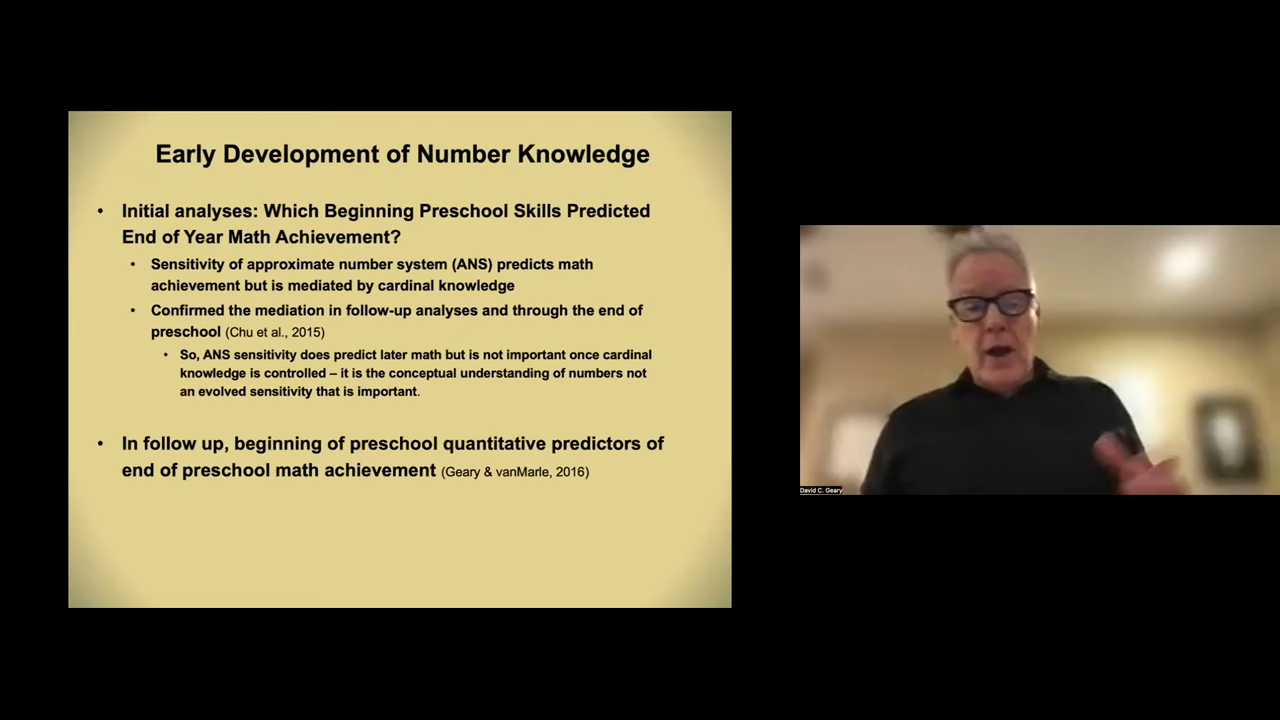 Early Development of Number Knowledge
• Initial analyses: Which Beginning Preschool Skills Predicted
End of Year Math Achievement?
• Sensitivity of approximate number system (ANS) predicts math
achievement but is mediated by cardinal knowledge
• Confirmed the mediation in follow-up analyses and through the end of
preschool (Chu et al., 2015)
• So, ANS sensitivity does predict later math but is not important once cardinal
knowledge is controlled – it is the conceptual understanding of numbers not
an evolved sensitivity that is important.
• In follow up, beginning of preschool quantitative predictors of
end of preschool math achievement (Geary & vanMarle, 2016)
David C. Geary